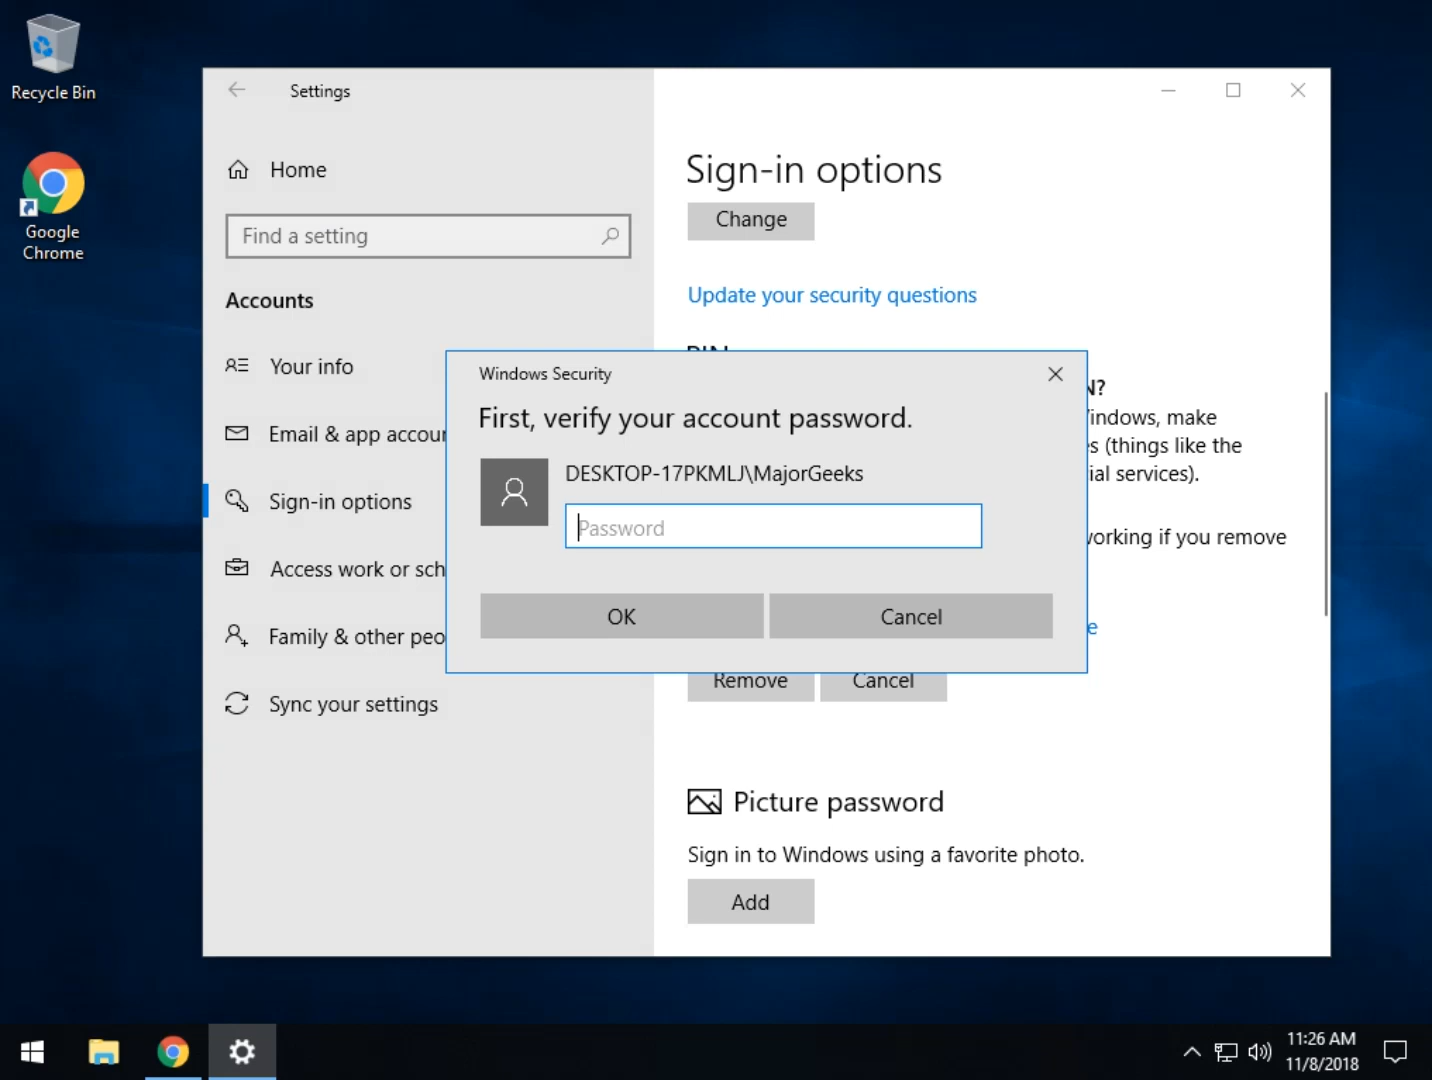 Recycle Bin
Google
Chrome
Settings
Home
Find a setting
Accounts
Your info
Email & app accour
Sign-in options
Access work or sch
Family & other peo
Sync your settings
Sign-in options
Change
Update your security questions
PIN
N?
indows, make
s (things like the
ial services).
orking if you remove
e
Remove
Cancel
Windows Security
First, verify your account password.
DESKTOP-17PKMLJ\MajorGeeks
Password
OK
Cancel
Picture password
Sign in to Windows using a favorite photo.
Add
11:26 AM
11/8/2018